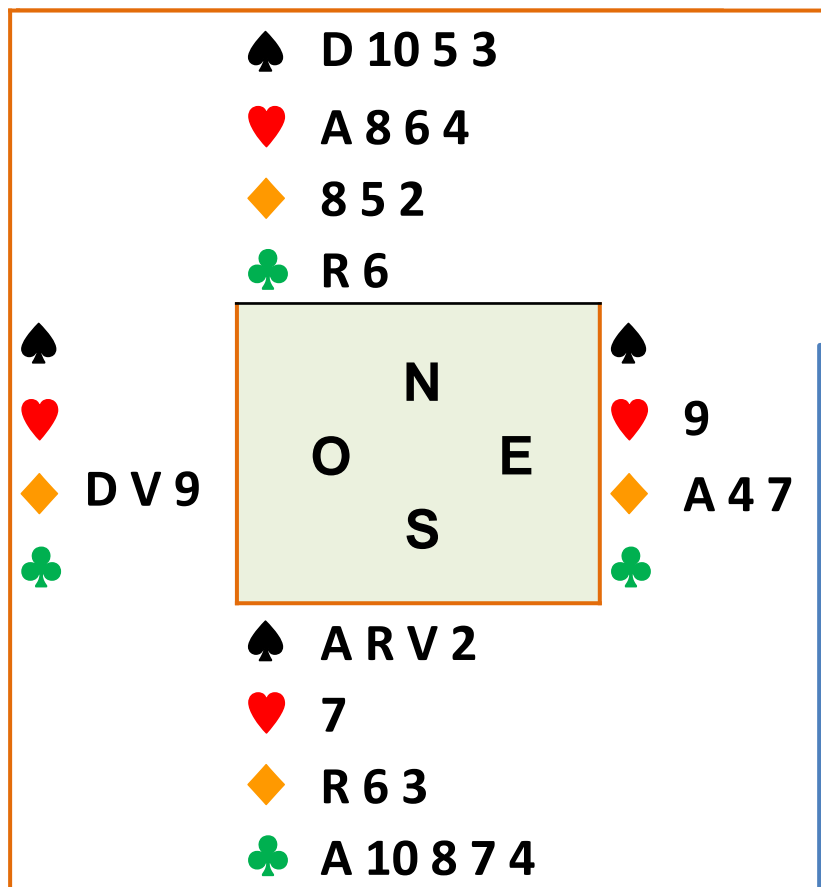 ♠ D 10 5 3
♥ A 8 6 4
♦ 8 5 2
♣ R 6
♠
♥
♦ D V 9
♣
N
O E
S
♠
♥ 9
♦ A 4 7
♣
♠ A R V 2
♥ 7
♦ R 6 3
♣ A 10 8 7 4